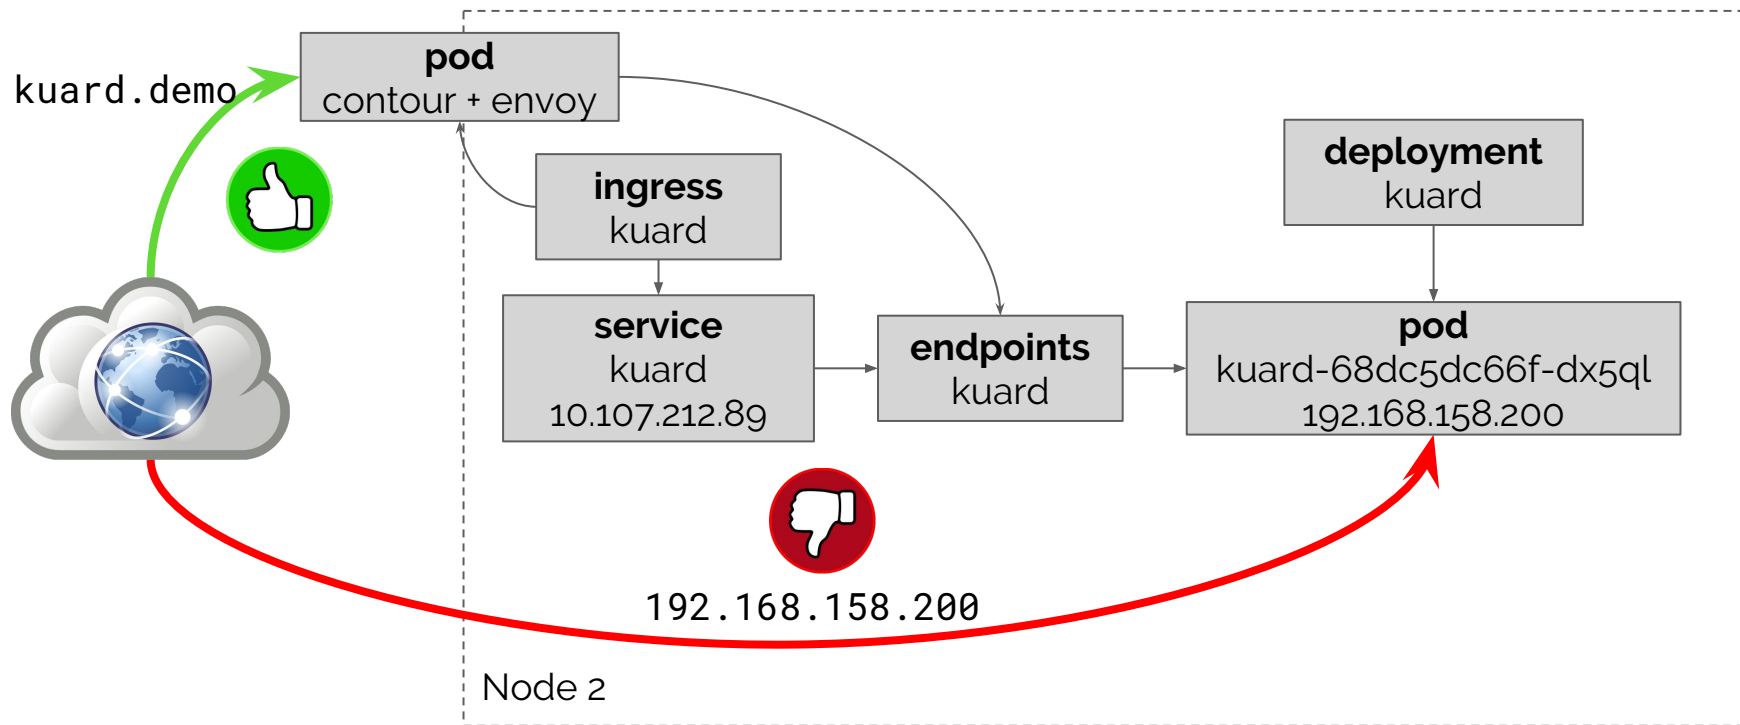 kuard.demo
pod
contour + envoy
ingress
kuard
service
kuard
10.107.212.89
endpoints
kuard
deployment
kuard
pod
kuard-68dc5dc66f-dx5ql
192.168.158.200
192.168.158.200
Node 2